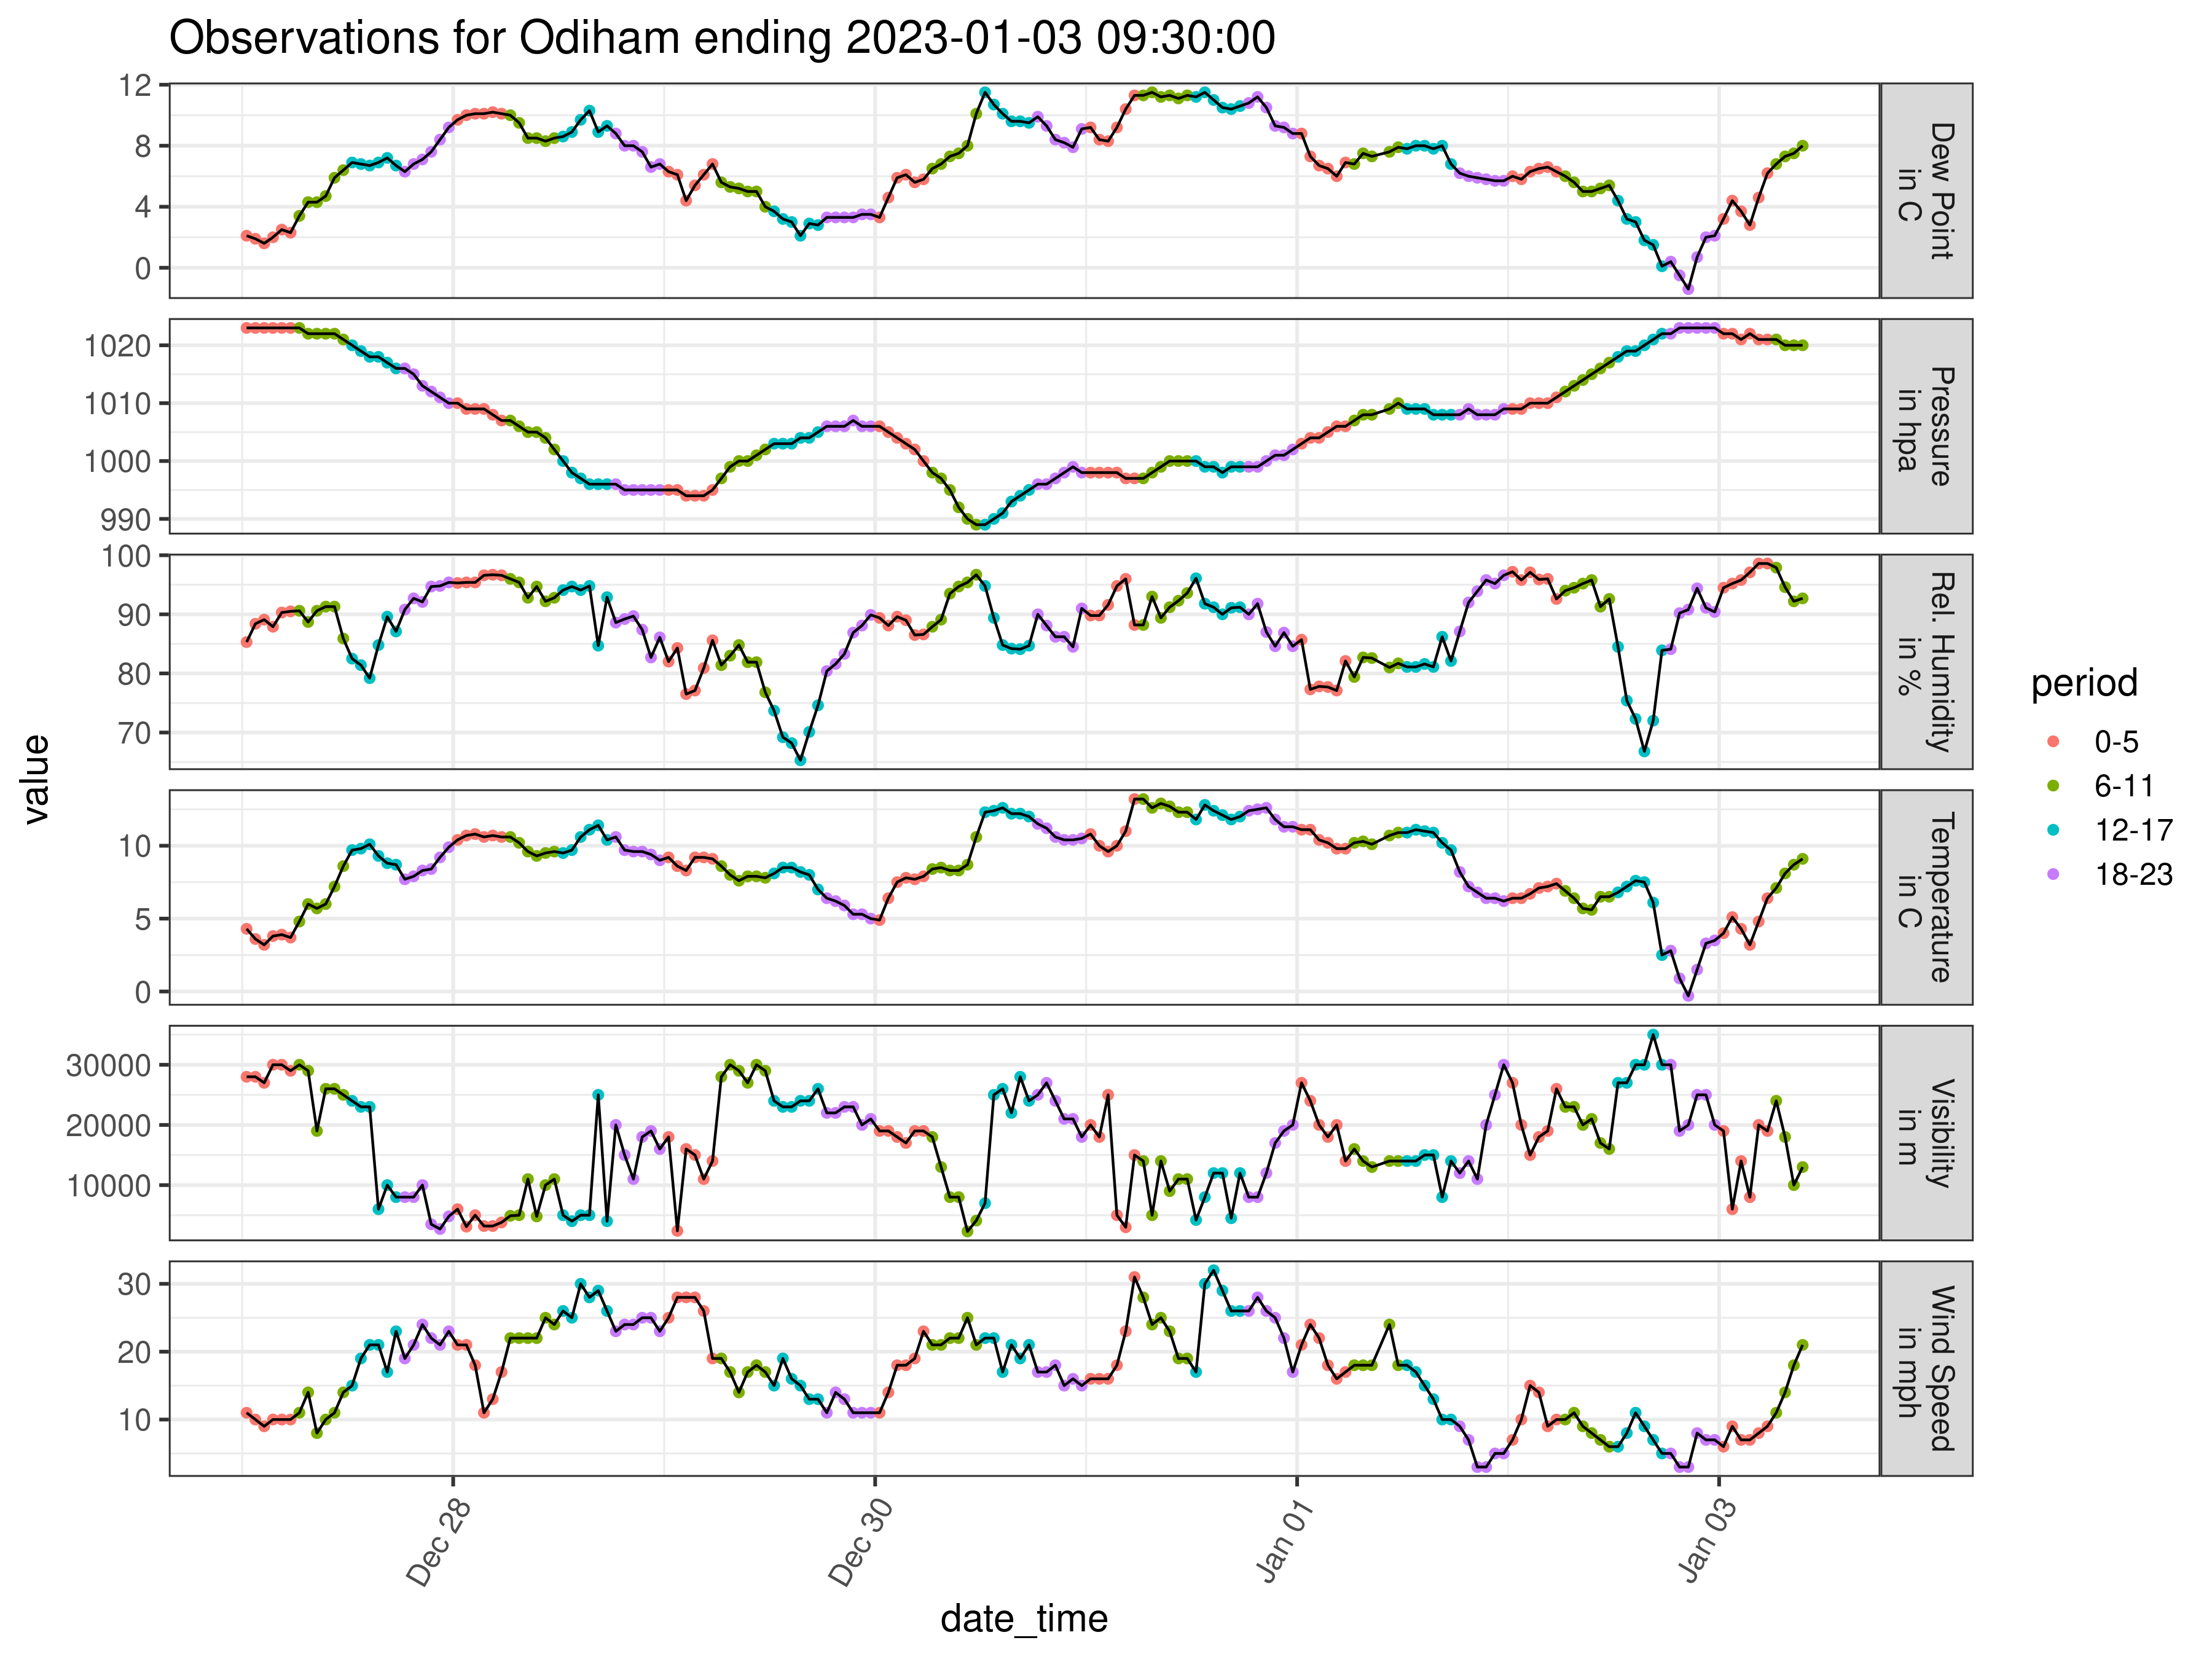 Observations for Odiham ending 2023-01-03 09:30:00
value
12
8
4
0
Dew Point
in C
1020
1010
1000
990
Pressure
in hpa
100
90
80
70
Rel. Humidity
in %
10
5
0
Temperature
in C
30000
20000
10000
Visibility
in m
30
20
10
Wind Speed
in mph
Dec 28
Dec 30
Jan 01
Jan 03
date_time
period
0-5
6-11
12-17
18-23